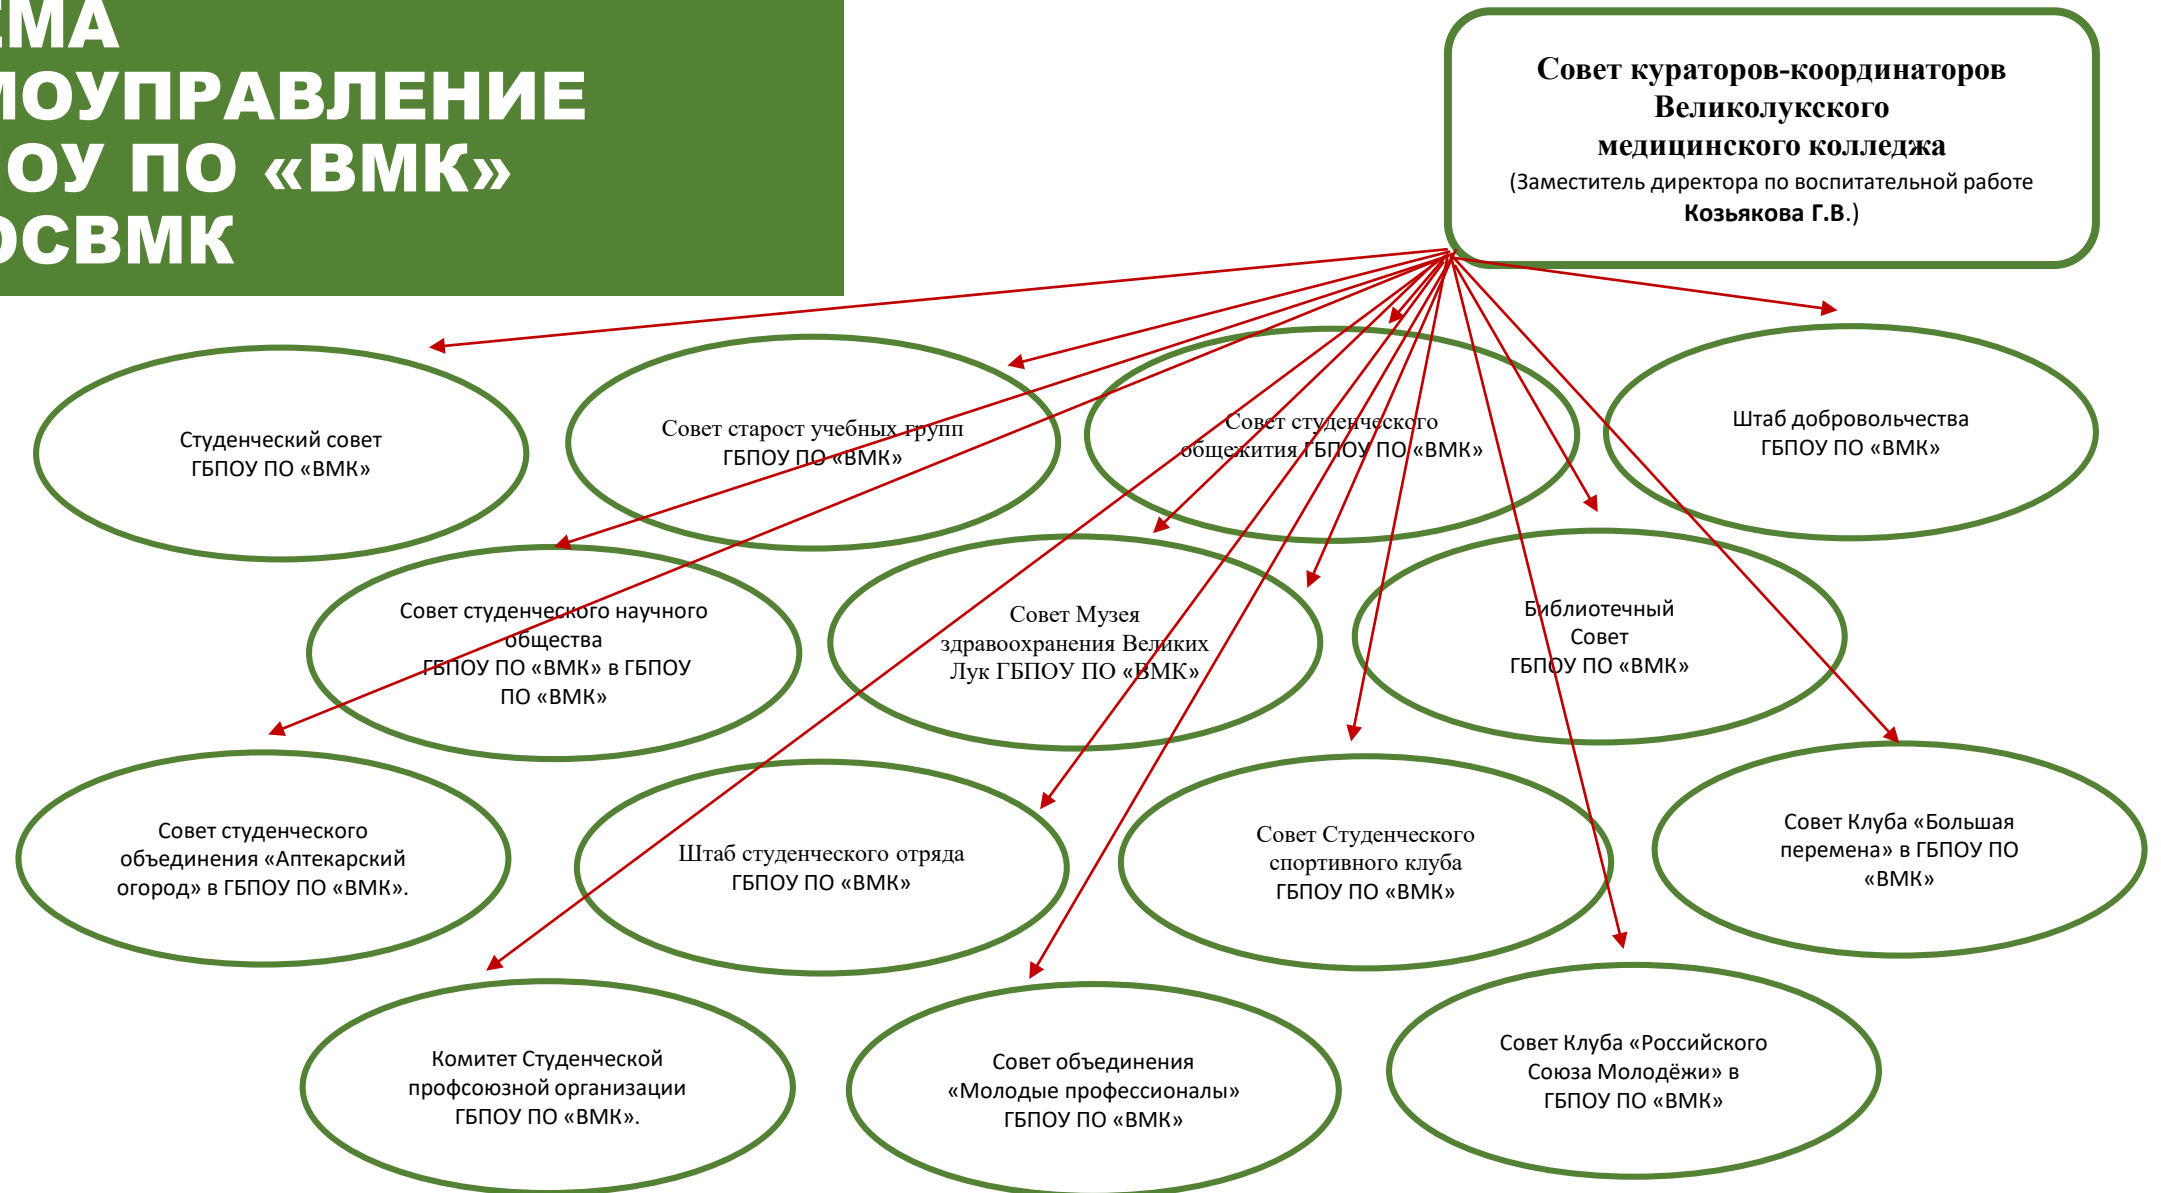 ЕМА
МОУПРАВЛЕНИЕ
ОУ ПО «ВМК»
ОСВМК
Совет кураторов-координаторов
Великолукского
медицинского колледжа
(Заместитель директора по воспитательной работе
Козьякова Г.В.)
Студенческий совет
ГБПОУ ПО «ВМК»
Совет старост учебных групп
ГБПОУ ПО «ВМК»
Совет студенческого
общежития ГБПОУ ПО «ВМК»
Штаб добровольчества
ГБПОУ ПО «ВМК»
Совет студенческого научного
общества
ГБПОУ ПО «ВМК» в ГБПОУ
ПО «ВМК»
Совет Музея
здравоохранения Великих
Лук ГБПОУ ПО «ВМК»
Библиотечный
Совет
ГБПОУ ПО «ВМК»
Совет студенческого
объединения «Аптекарский
огород» в ГБПОУ ПО «ВМК».
Штаб студенческого отряда
ГБПОУ ПО «ВМК»
Совет Студенческого
спортивного клуба
ГБПОУ ПО «ВМК»
Совет Клуба «Большая
перемена» в ГБПОУ ПО
«ВМК»
Комитет Студенческой
профсоюзной организации
ГБПОУ ПО «ВМК».
Совет объединения
«Молодые профессионалы»
ГБПОУ ПО «ВМК»
Совет Клуба «Российского
Союза Молодёжи» в
ГБПОУ ПО «ВМК»